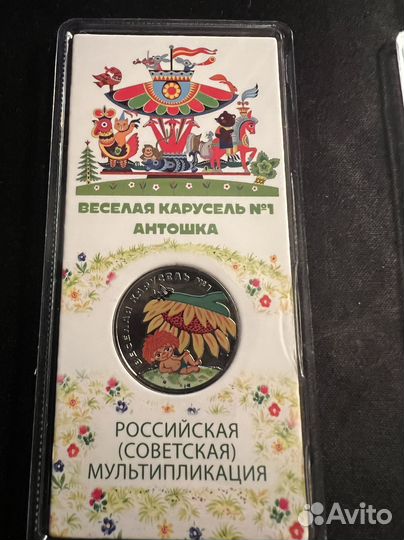 ВЕСЕЛАЯ КАРУСЕЛЬ №1
АНТОШКА
ВЕСЕЛАЯ КАРУСЕЛЬ №1
РОССИЙСКАЯ
(СОВЕТСКАЯ)
МУЛЬТИПЛИКАЦИЯ
Avito